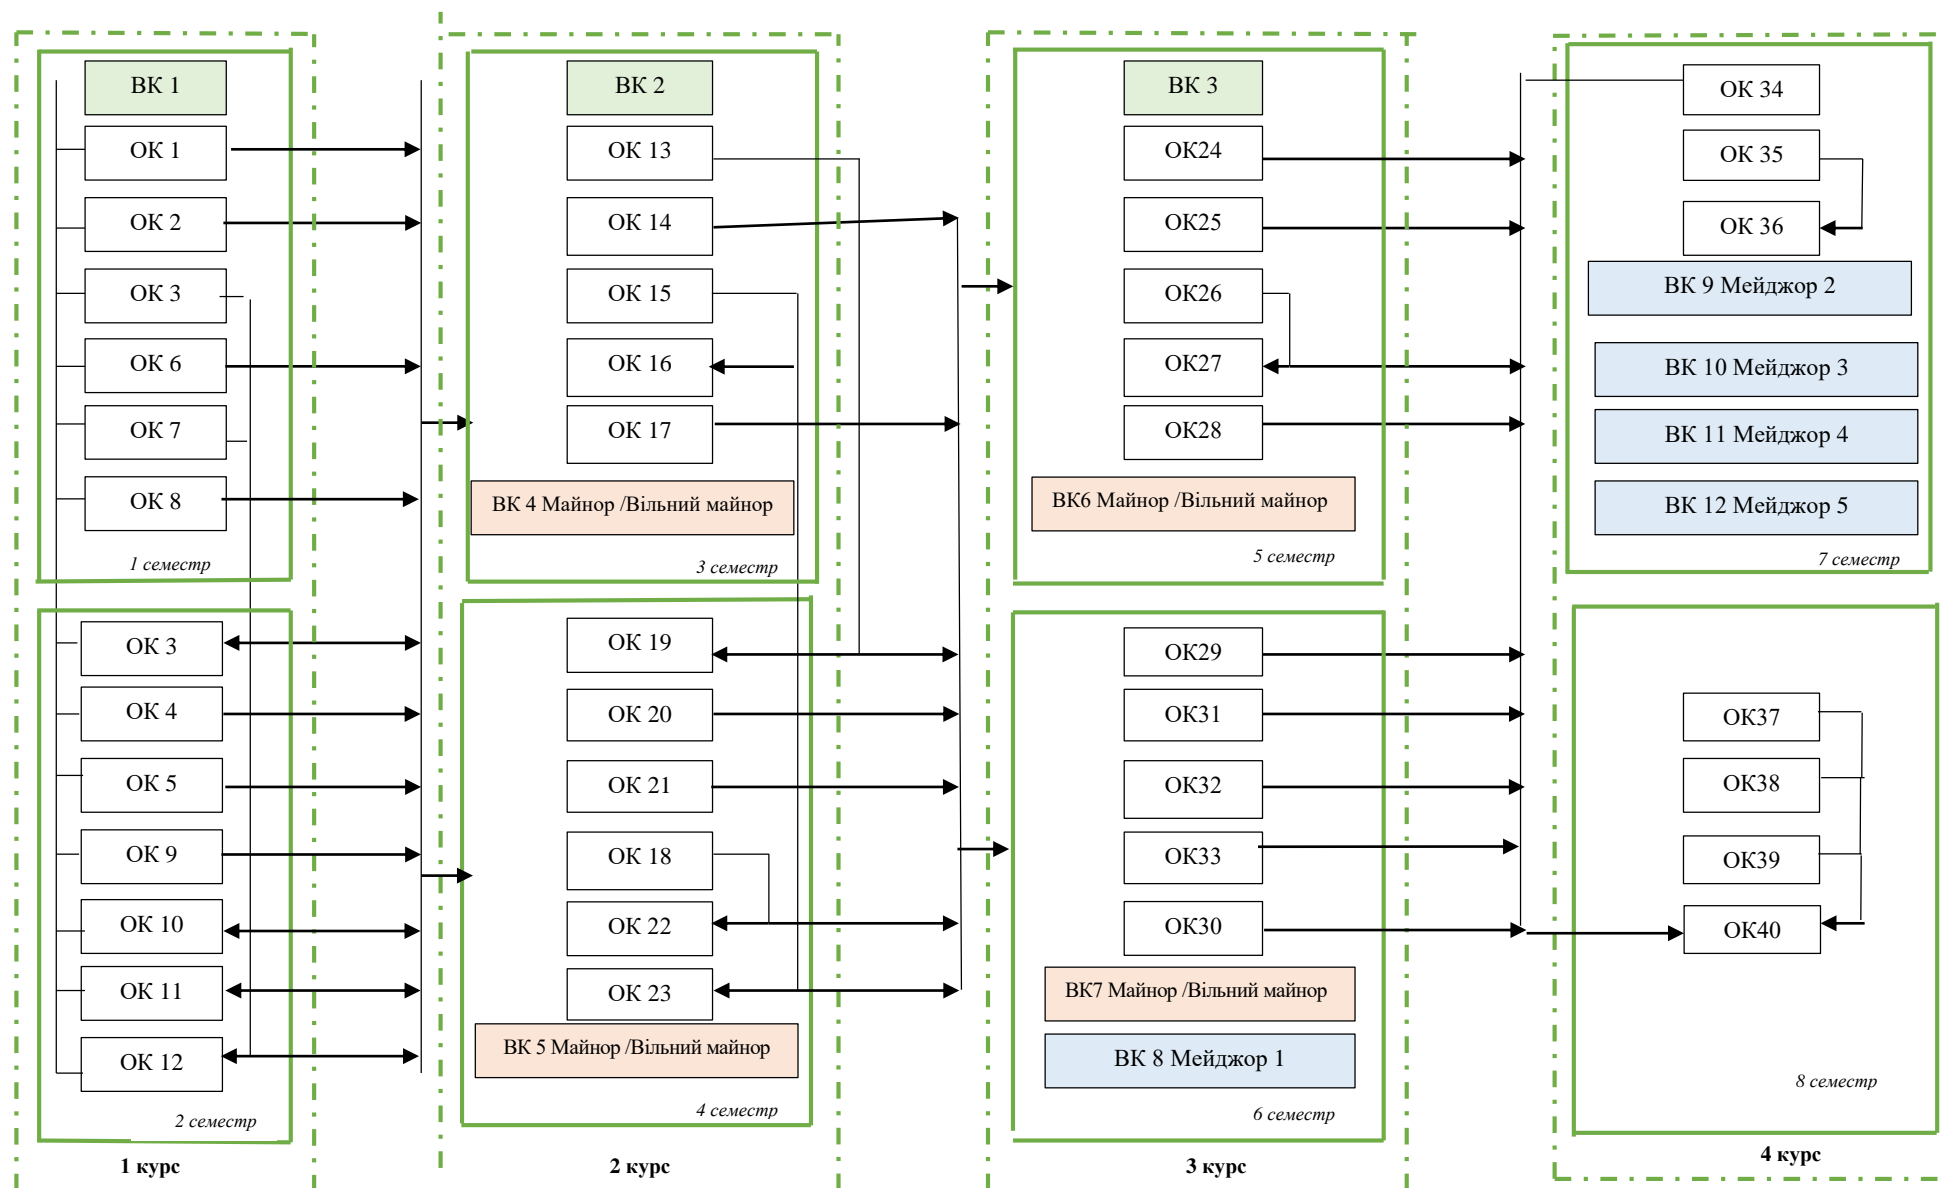 ВК 1
ОК 1
ОК 2
ОК 3
ОК 6
ОК 7
ОК 8
1 семестр
ОК 3
ОК 4
ОК 5
ОК 9
ОК 10
ОК 11
ОК 12
2 семестр
1 курс
ВК 2
ОК 13
ОК 14
ОК 15
ОК 16
ОК 17
ВК 4 Майнор /Вільний майнор
3 семестр
ОК 19
ОК 20
ОК 21
ОК 18
ОК 22
ОК 23
ВК 5 Майнор /Вільний майнор
4 семестр
2 курс
ВК 3
ОК24
ОК25
ОК26
ОК27
ОК28
ВК6 Майнор /Вільний майнор
5 семестр
ОК29
ОК31
ОК32
ОК33
ОК30
ВК7 Майнор /Вільний майнор
ВК 8 Мейджор 1
6 семестр
3 курс
ОК 34
ОК 35
ОК 36
ВК 9 Мейджор 2
ВК 10 Мейджор 3
ВК 11 Мейджор 4
ВК 12 Мейджор 5
7 семестр
ОК37
ОК38
ОК39
ОК40
8 семестр
4 курс